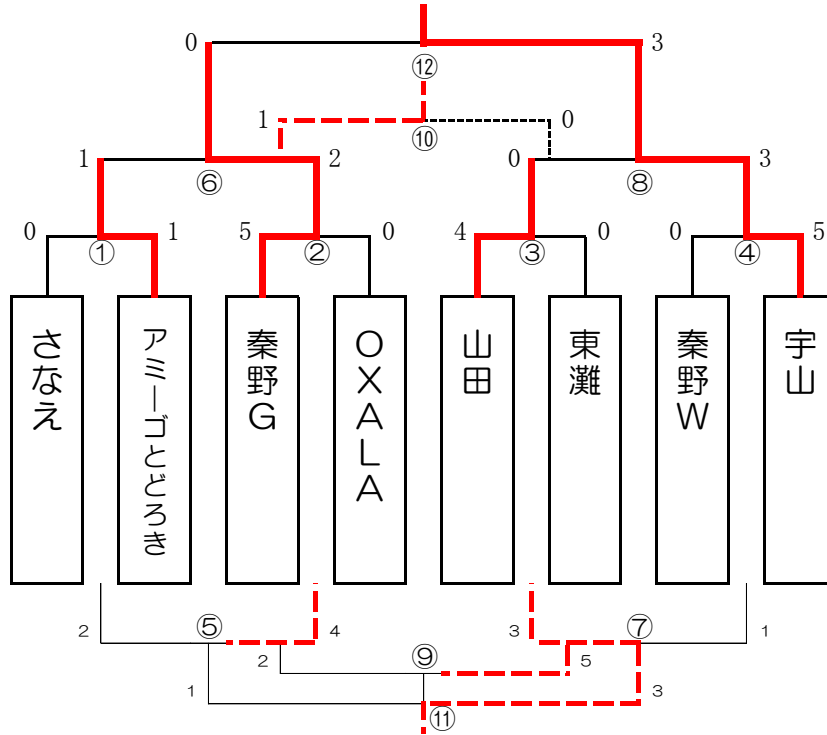 0 3
⑫
1 0
⑩
1 2 0 3
⑥ ⑧
0 1 5 0 4 0 0 5
① ② ③ ④
さなえ
アミーゴとどろき
秦野G
OXALA
山田
東灘
秦野W
宇山
2 ⑤ 4 3 ⑦ 1
2 ⑨ 5
1 ⑪ 3